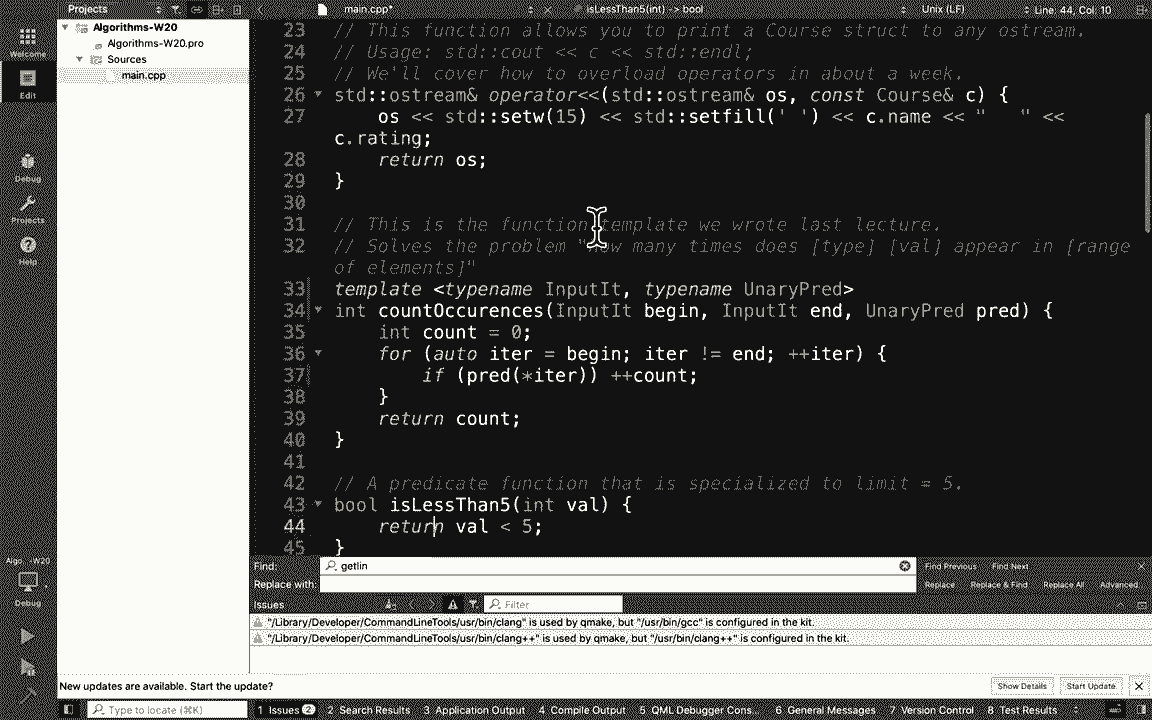 Projects
main.cpp*
isLessThan5(int) -> bool
Unix (LF)
Line: 44, Col: 10
Welcome
Edit
Debug
Projects
Help
Algorithms-W20
Algorithms-W20.pro
Sources
main.cpp
23 // This function allows you to print a Course struct to any ostream.
24 // Usage: std::cout << c << std::endl;
25 // We'll cover how to overload operators in about a week.
26 std::ostream& operator<<(std::ostream& os, const Course& c) {
27 os << std::setw(15) << std::setfill(' ') << c.name << "   " <<
c.rating;
28 return os;
29 }
30
31 // This is the function template we wrote last lecture.
32 // Solves the problem "How many times does [type] [val] appear in [range
of elements]"
33 template <typename InputIt, typename UnaryPred>
34 int countOccurences(InputIt begin, InputIt end, UnaryPred pred) {
35 int count = 0;
36 for (auto iter = begin; iter != end; ++iter) {
37 if (pred(*iter)) ++count;
38 }
39 return count;
40 }
41
42 // A predicate function that is specialized to limit = 5.
43 bool isLessThan5(int val) {
44 return val < 5;
45 }
Algo...-W20
Debug
Find: getlin
Find Previous
Find Next
Replace with:
Replace
Replace & Find
Replace All
Advanced...
Issues
Filter
"/Library/Developer/CommandLineTools/usr/bin/clang" is used by qmake, but "/usr/bin/gcc" is configured in the kit.
"/Library/Developer/CommandLineTools/usr/bin/clang++" is used by qmake, but "/usr/bin/clang++" is configured in the kit.
New updates are available. Start the update?
Show Details
Start Update
Type to locate (⌘K)
1 Issues 2
2 Search Results
3 Application Output
4 Compile Output
5 QML Debugger Cons...
6 General Messages
7 Version Control
8 Test Results